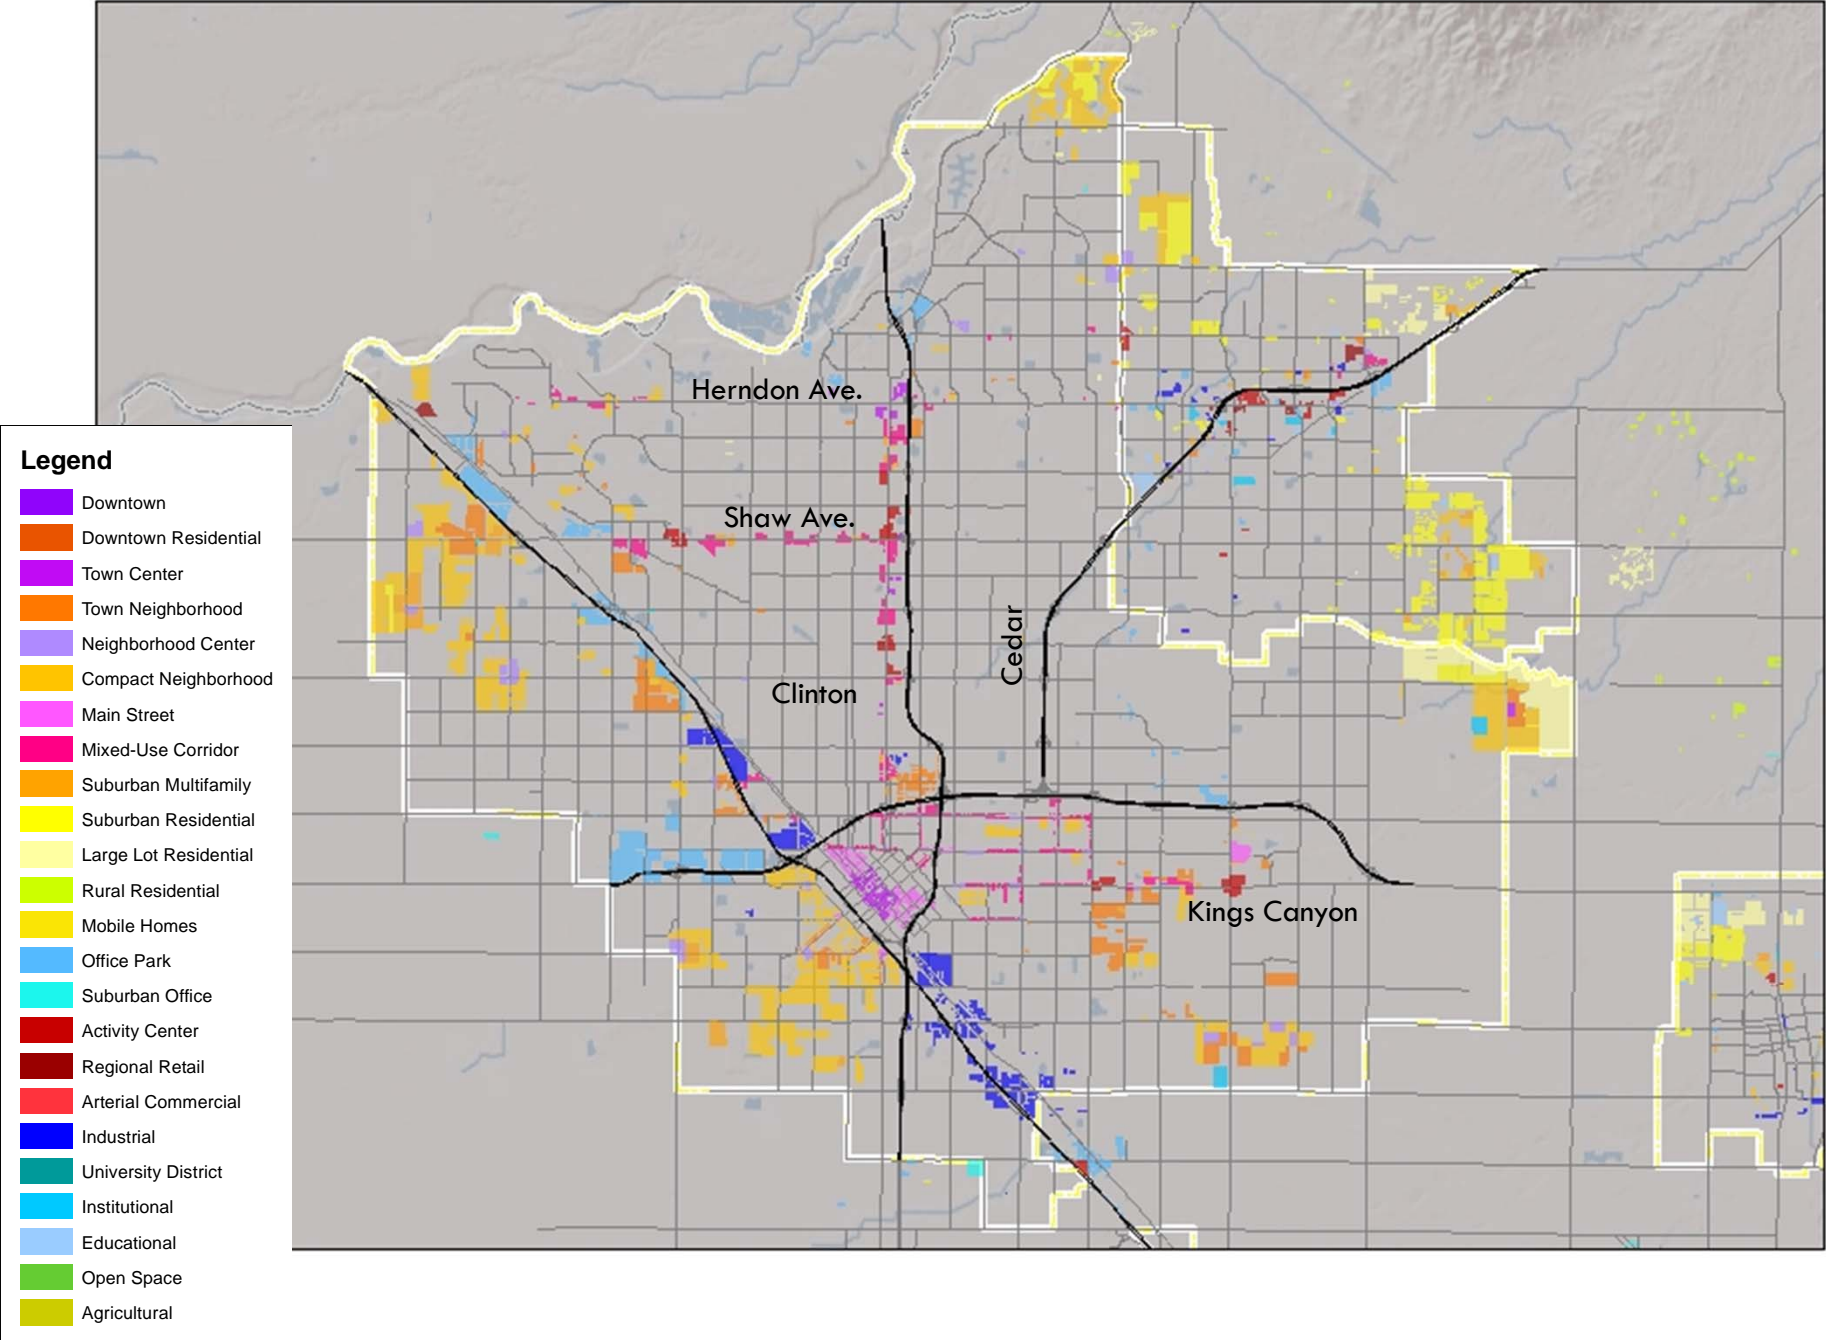 Herndon Ave.
Shaw Ave.
Cedar
Clinton
Kings Canyon
Legend
Downtown
Downtown Residential
Town Center
Town Neighborhood
Neighborhood Center
Compact Neighborhood
Main Street
Mixed-Use Corridor
Suburban Multifamily
Suburban Residential
Large Lot Residential
Rural Residential
Mobile Homes
Office Park
Suburban Office
Activity Center
Regional Retail
Arterial Commercial
Industrial
University District
Institutional
Educational
Open Space
Agricultural